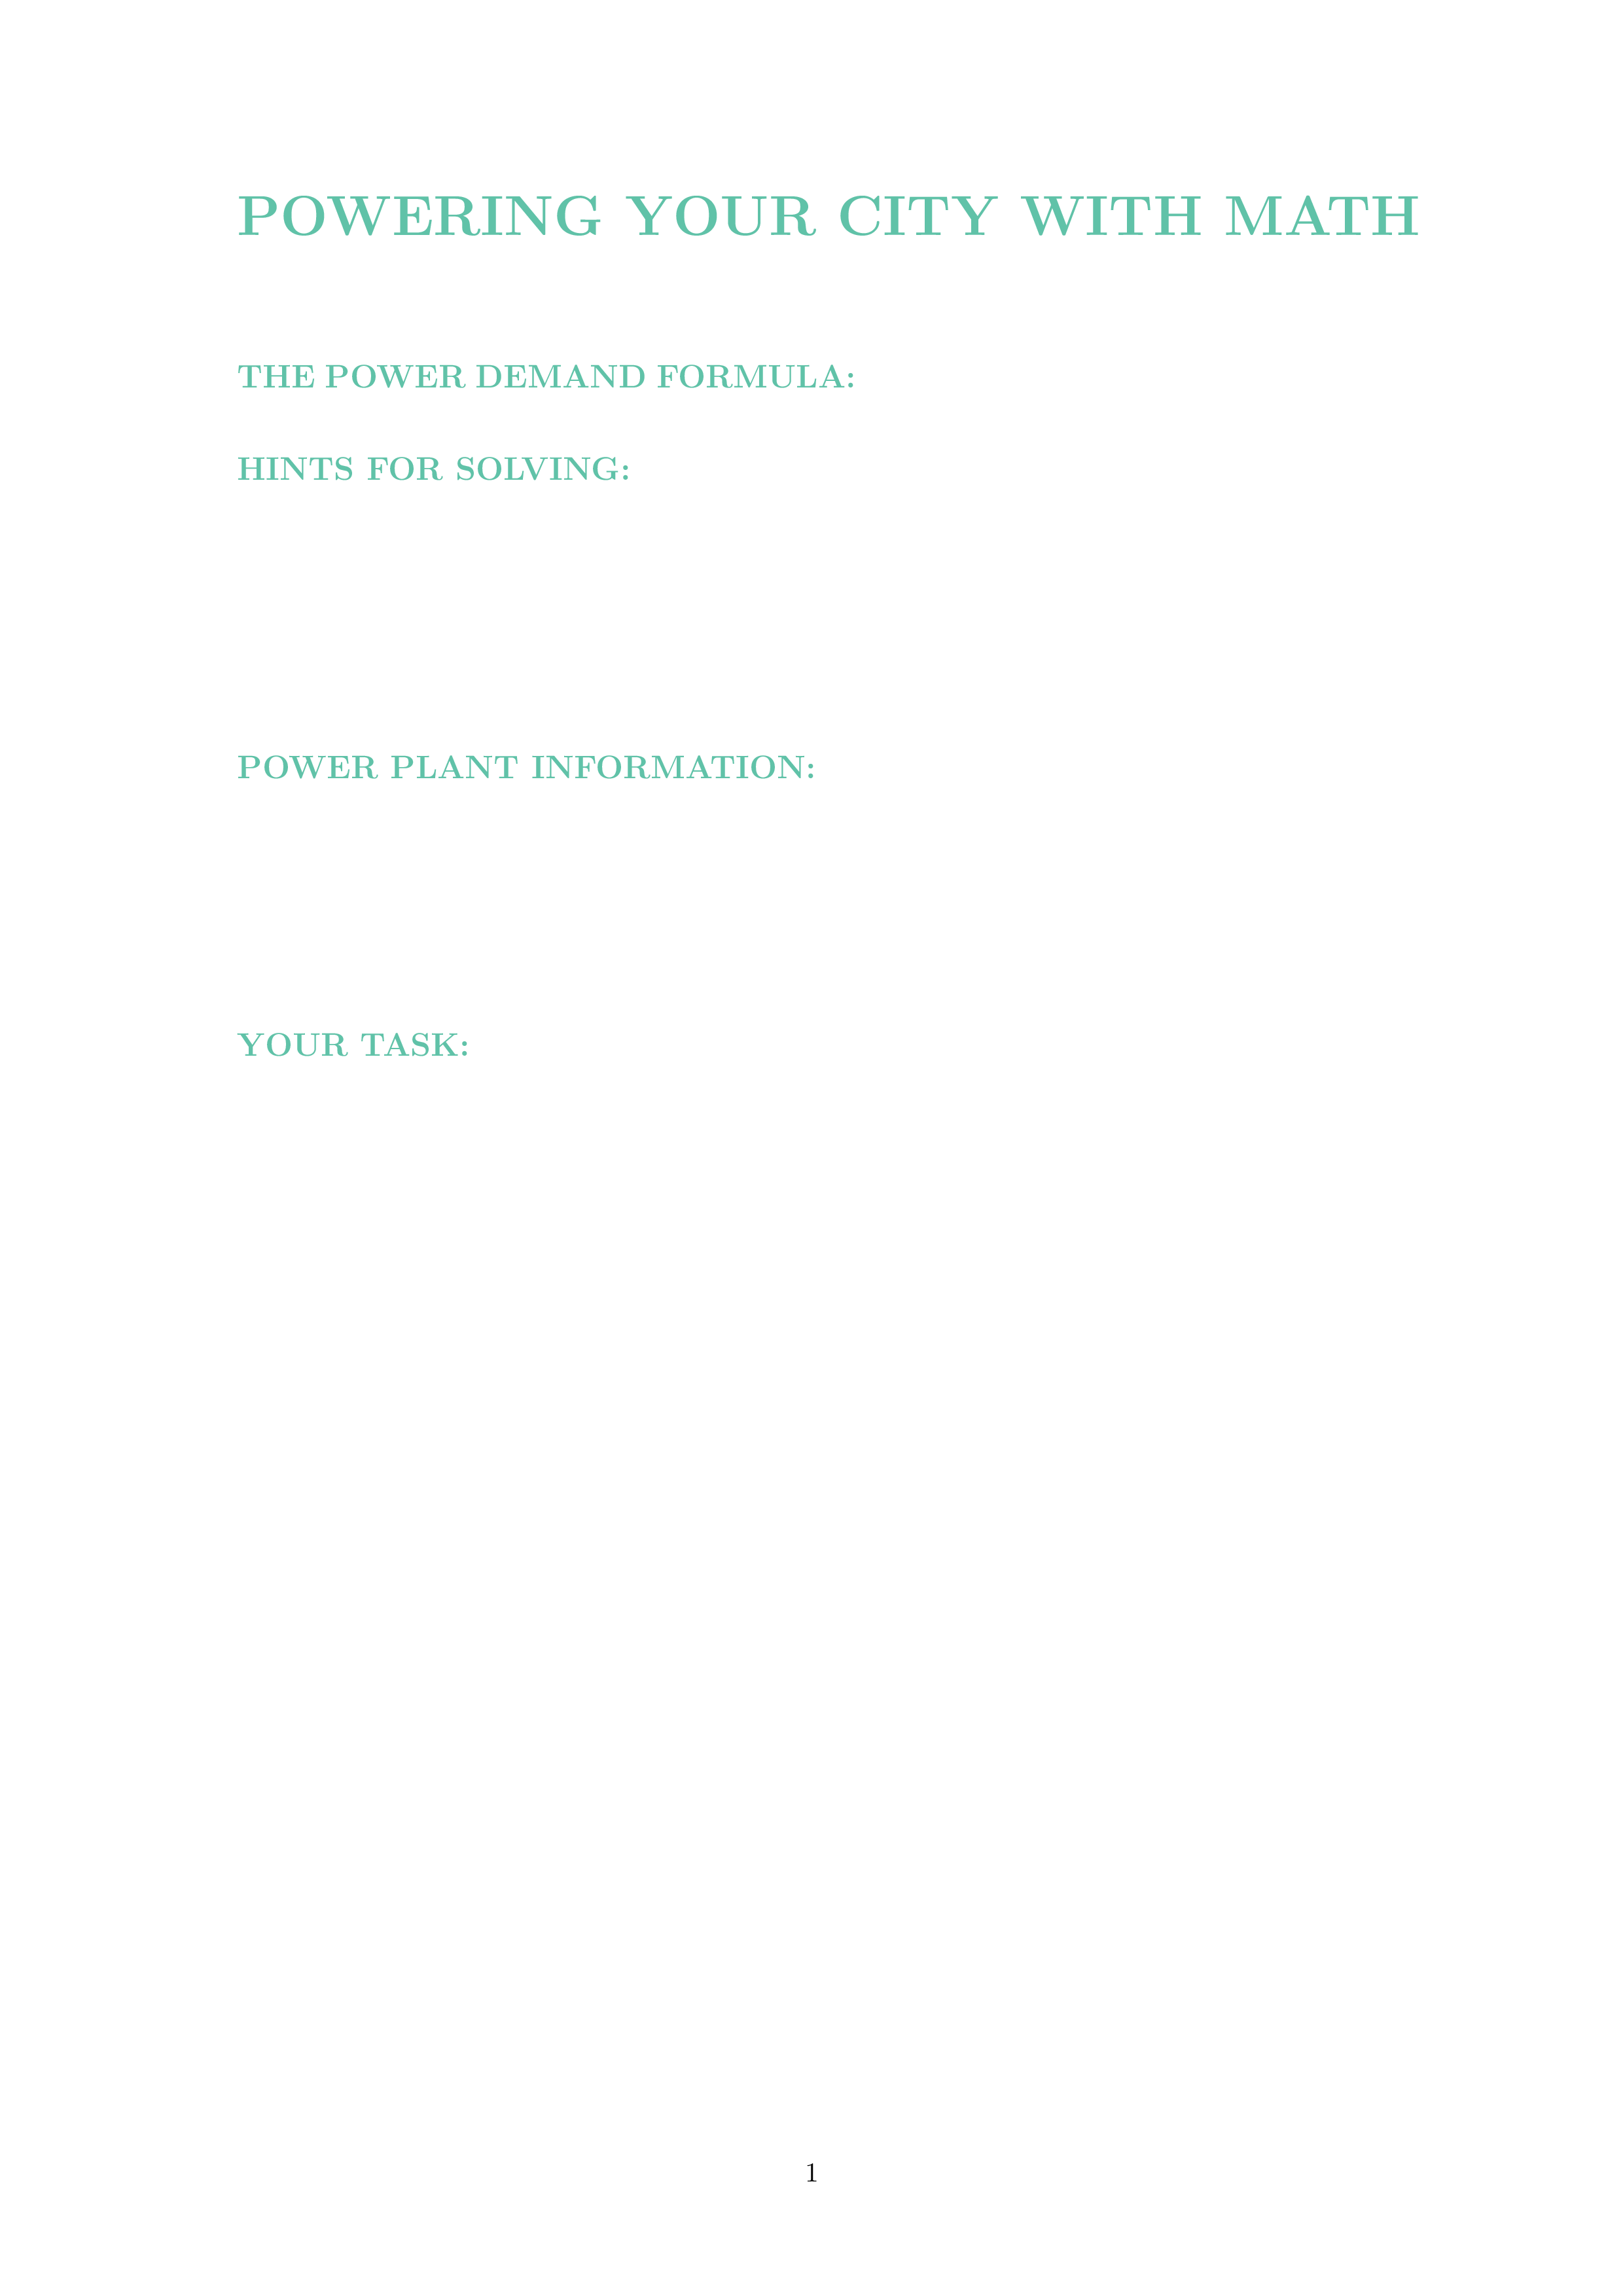 POWERING YOUR CITY WITH MATH
THE POWER DEMAND FORMULA:
HINTS FOR SOLVING:
POWER PLANT INFORMATION:
YOUR TASK:
1